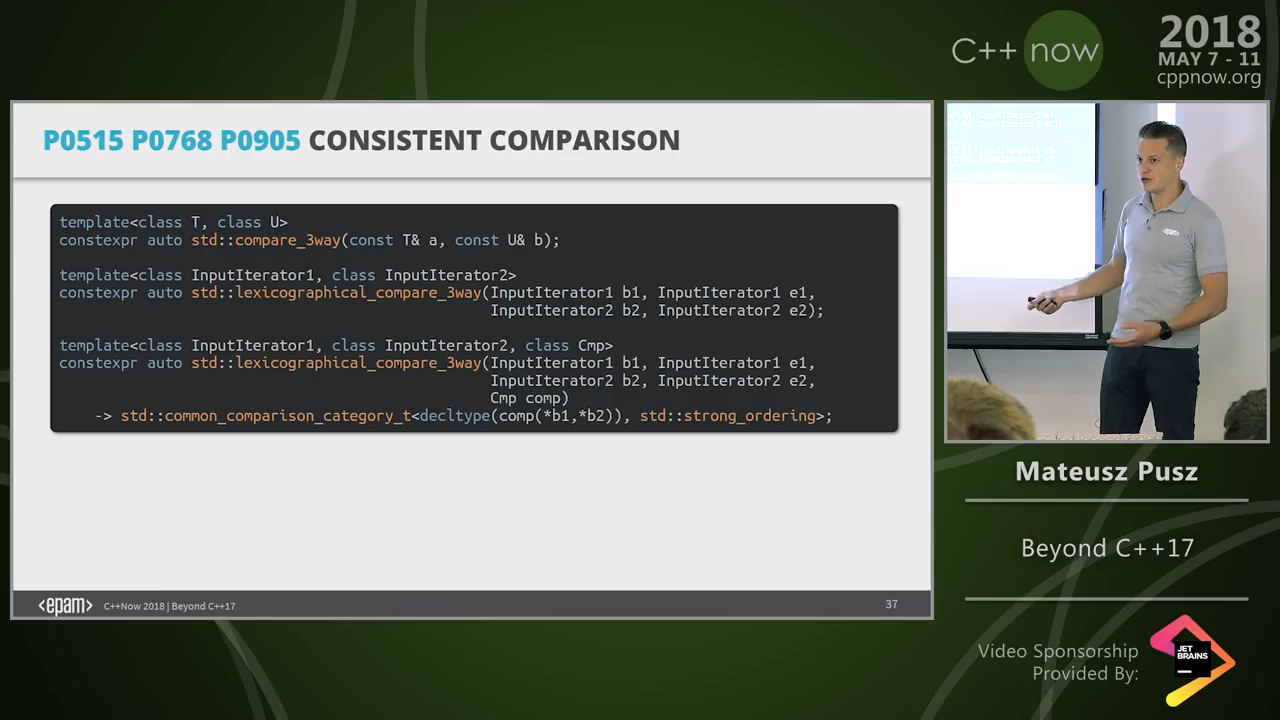 C++ now
2018
MAY 7 - 11
cppnow.org
P0515 P0768 P0905 CONSISTENT COMPARISON
template<class T, class U>
constexpr auto std::compare_3way(const T& a, const U& b);
template<class InputIterator1, class InputIterator2>
constexpr auto std::lexicographical_compare_3way(InputIterator1 b1, InputIterator1 e1,
InputIterator2 b2, InputIterator2 e2);
template<class InputIterator1, class InputIterator2, class Cmp>
constexpr auto std::lexicographical_compare_3way(InputIterator1 b1, InputIterator1 e1,
InputIterator2 b2, InputIterator2 e2,
Cmp comp)
-> std::common_comparison_category_t<decltype(comp(*b1,*b2)), std::strong_ordering>;
<epam> C++Now 2018 | Beyond C++17
37
<epam>
Mateusz Pusz
Beyond C++17
Video Sponsorship
Provided By:
JET
BRAINS